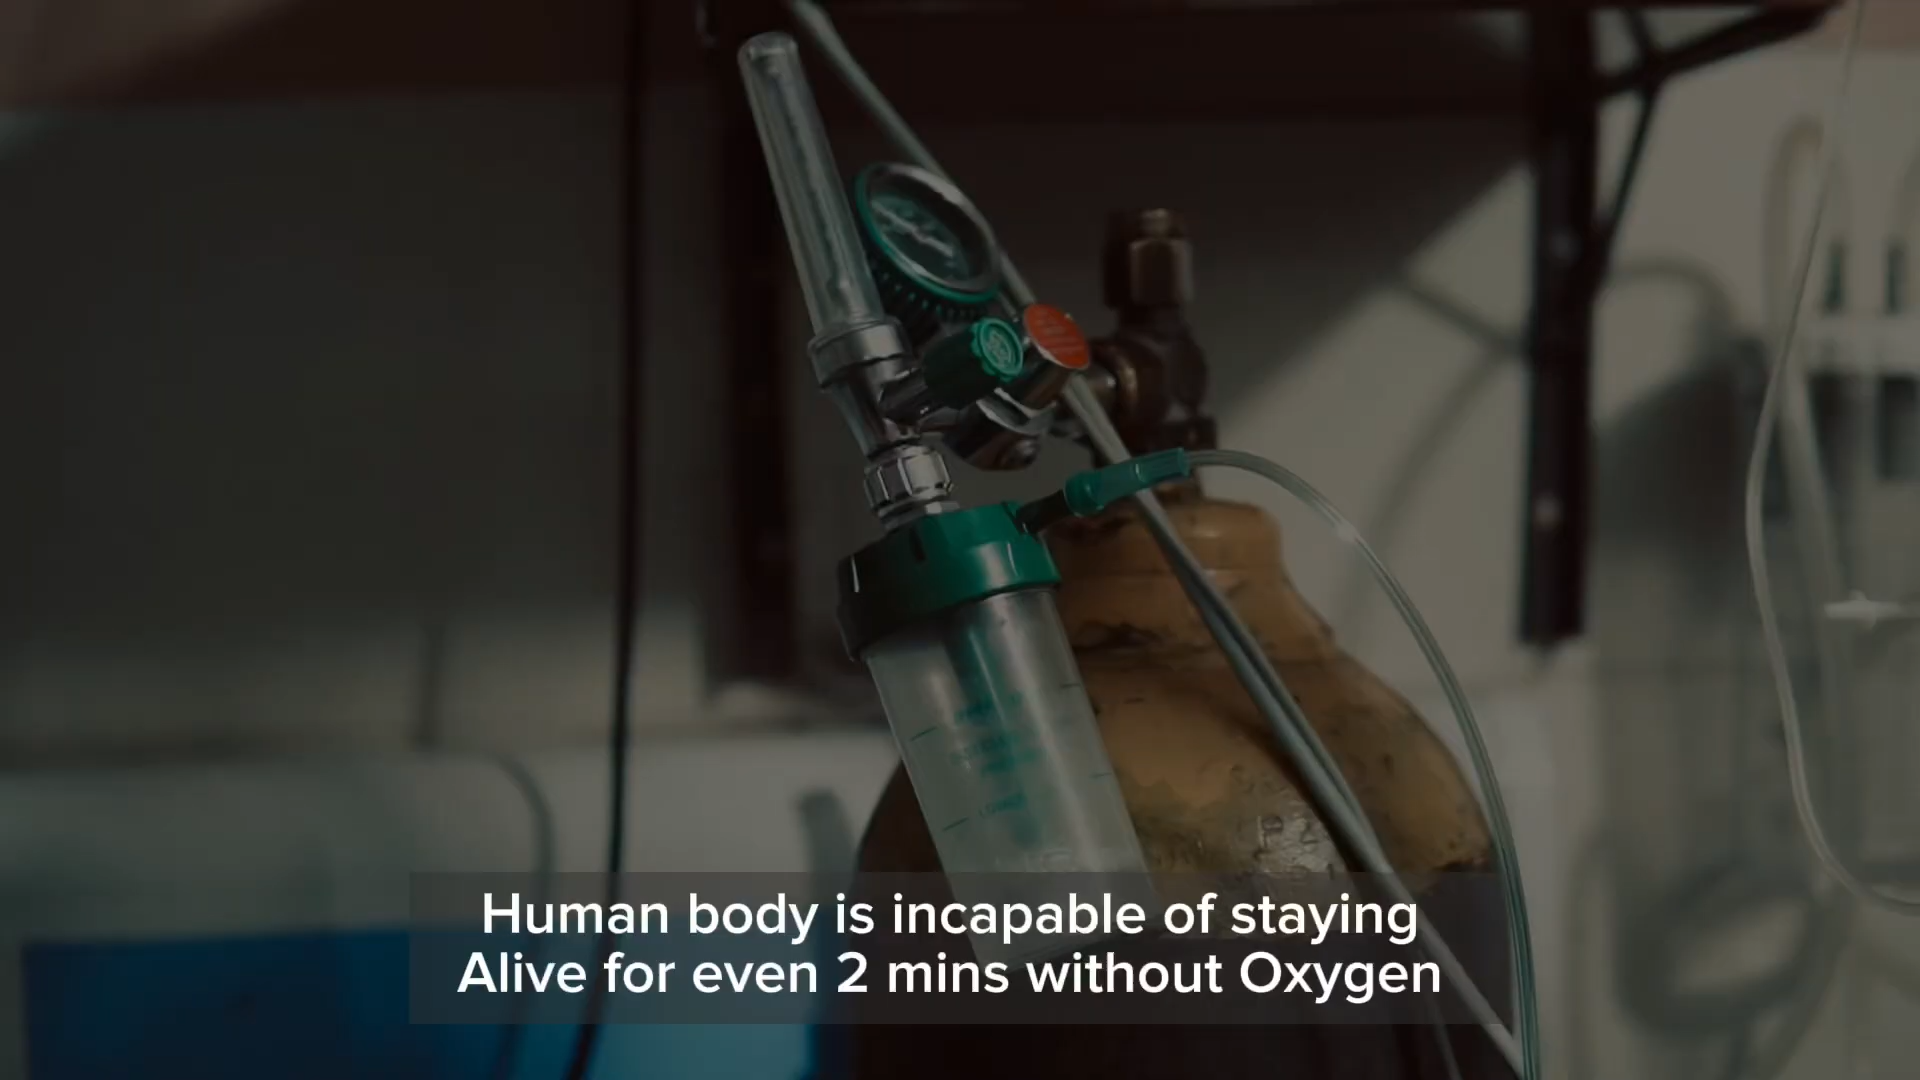 Human body is incapable of staying
Alive for even 2 mins without Oxygen